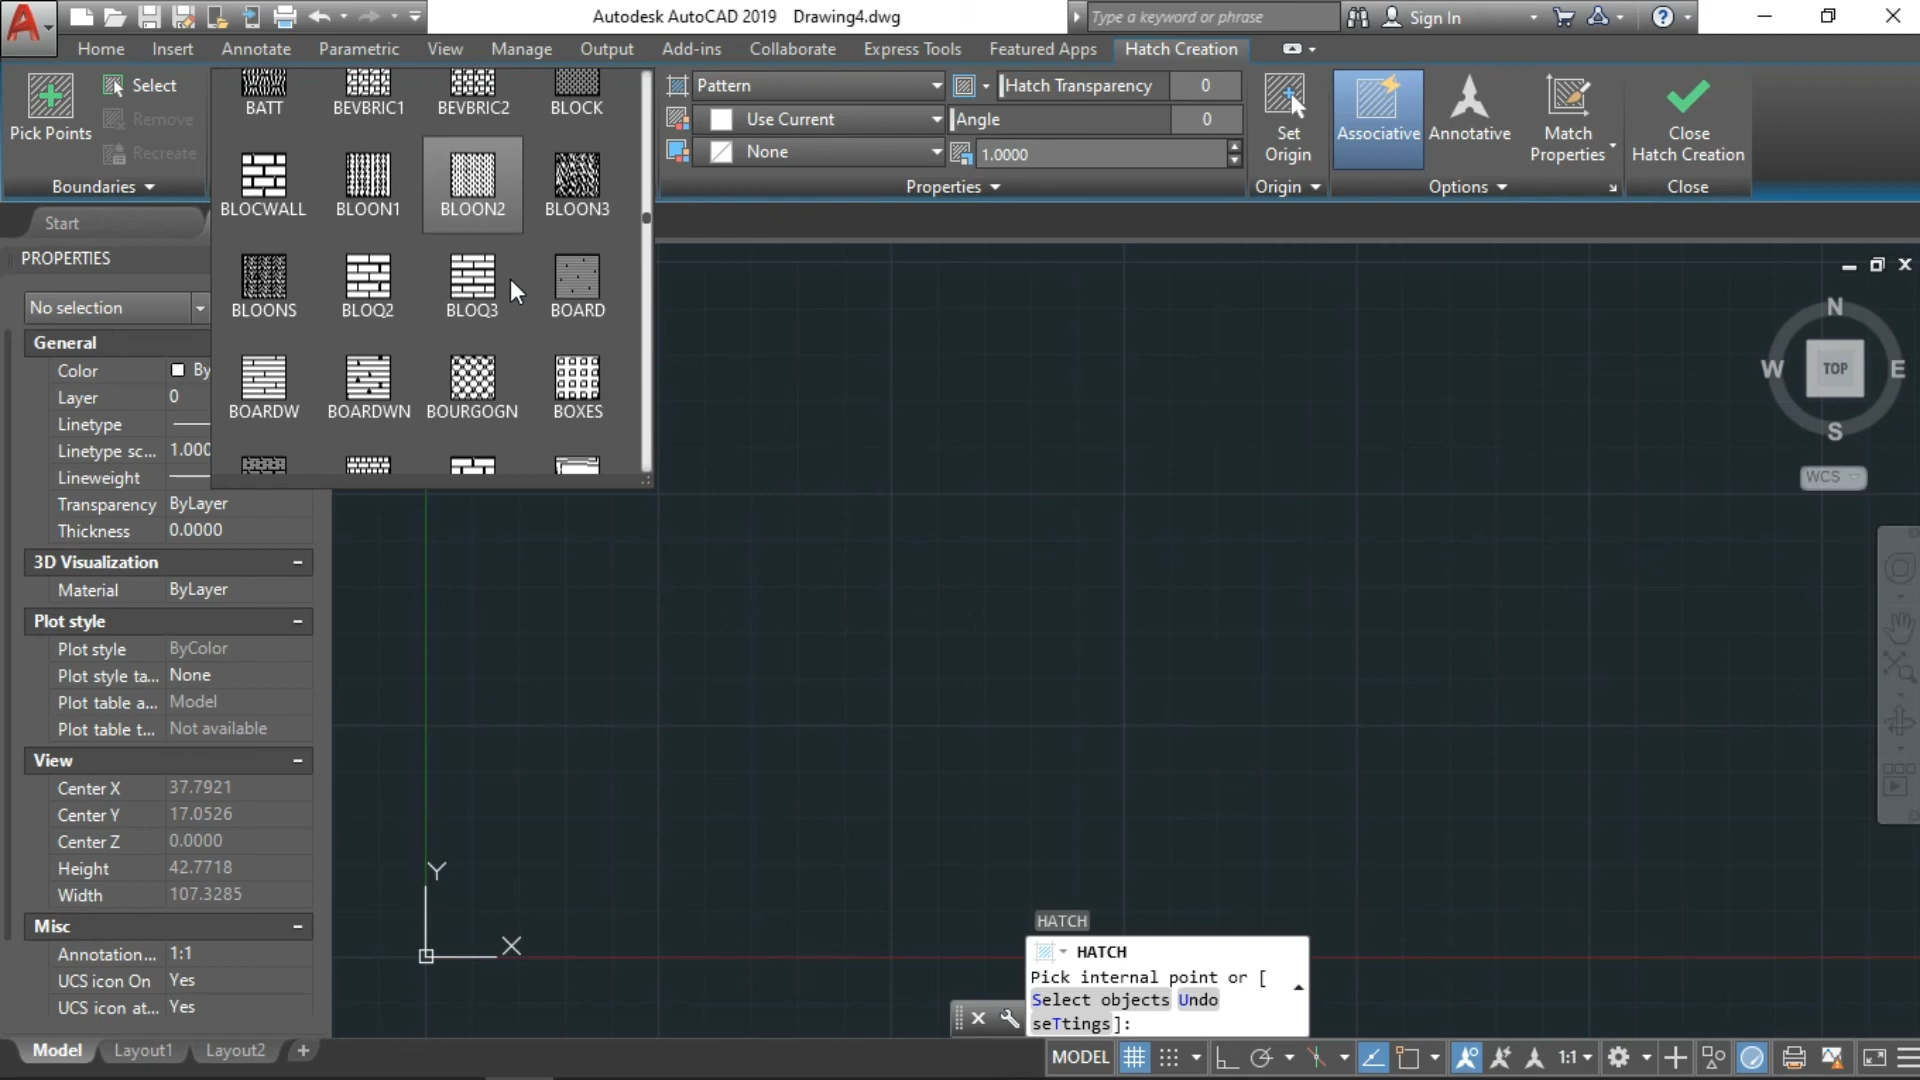 Autodesk AutoCAD 2019 Drawing4.dwg
Type a keyword or phrase
Sign In
Home Insert Annotate Parametric View Manage Output Add-ins Collaborate Express Tools Featured Apps Hatch Creation
Pick Points
Select
Remove
Recreate
Boundaries
BATT BEVBRIC1 BEVBRIC2 BLOCK
BLOCWALL BLOON1 BLOON2 BLOON3
BLOONS BLOQ2 BLOQ3 BOARD
BOARDW BOARDWN BOURGOGN BOXES
Pattern
Use Current
None
Hatch Transparency 0
Angle 0
1.0000
Properties
Set
Origin
Origin
Associative
Annotative
Match
Properties
Options
Close
Hatch Creation
Close
Start
PROPERTIES
No selection
General
Color By
Layer 0
Linetype
Linetype sc... 1.000
Lineweight
Transparency ByLayer
Thickness 0.0000
3D Visualization
Material ByLayer
Plot style
Plot style ByColor
Plot style ta... None
Plot table a... Model
Plot table t... Not available
View
Center X 37.7921
Center Y 17.0526
Center Z 0.0000
Height 42.7718
Width 107.3285
Misc
Annotation... 1:1
UCS icon On Yes
UCS icon at... Yes
N
W TOP E
S
WCS
Y
X
HATCH
HATCH
Pick internal point or [
Select objects Undo
seTtings]:
Model Layout1 Layout2 +
MODEL 1:1